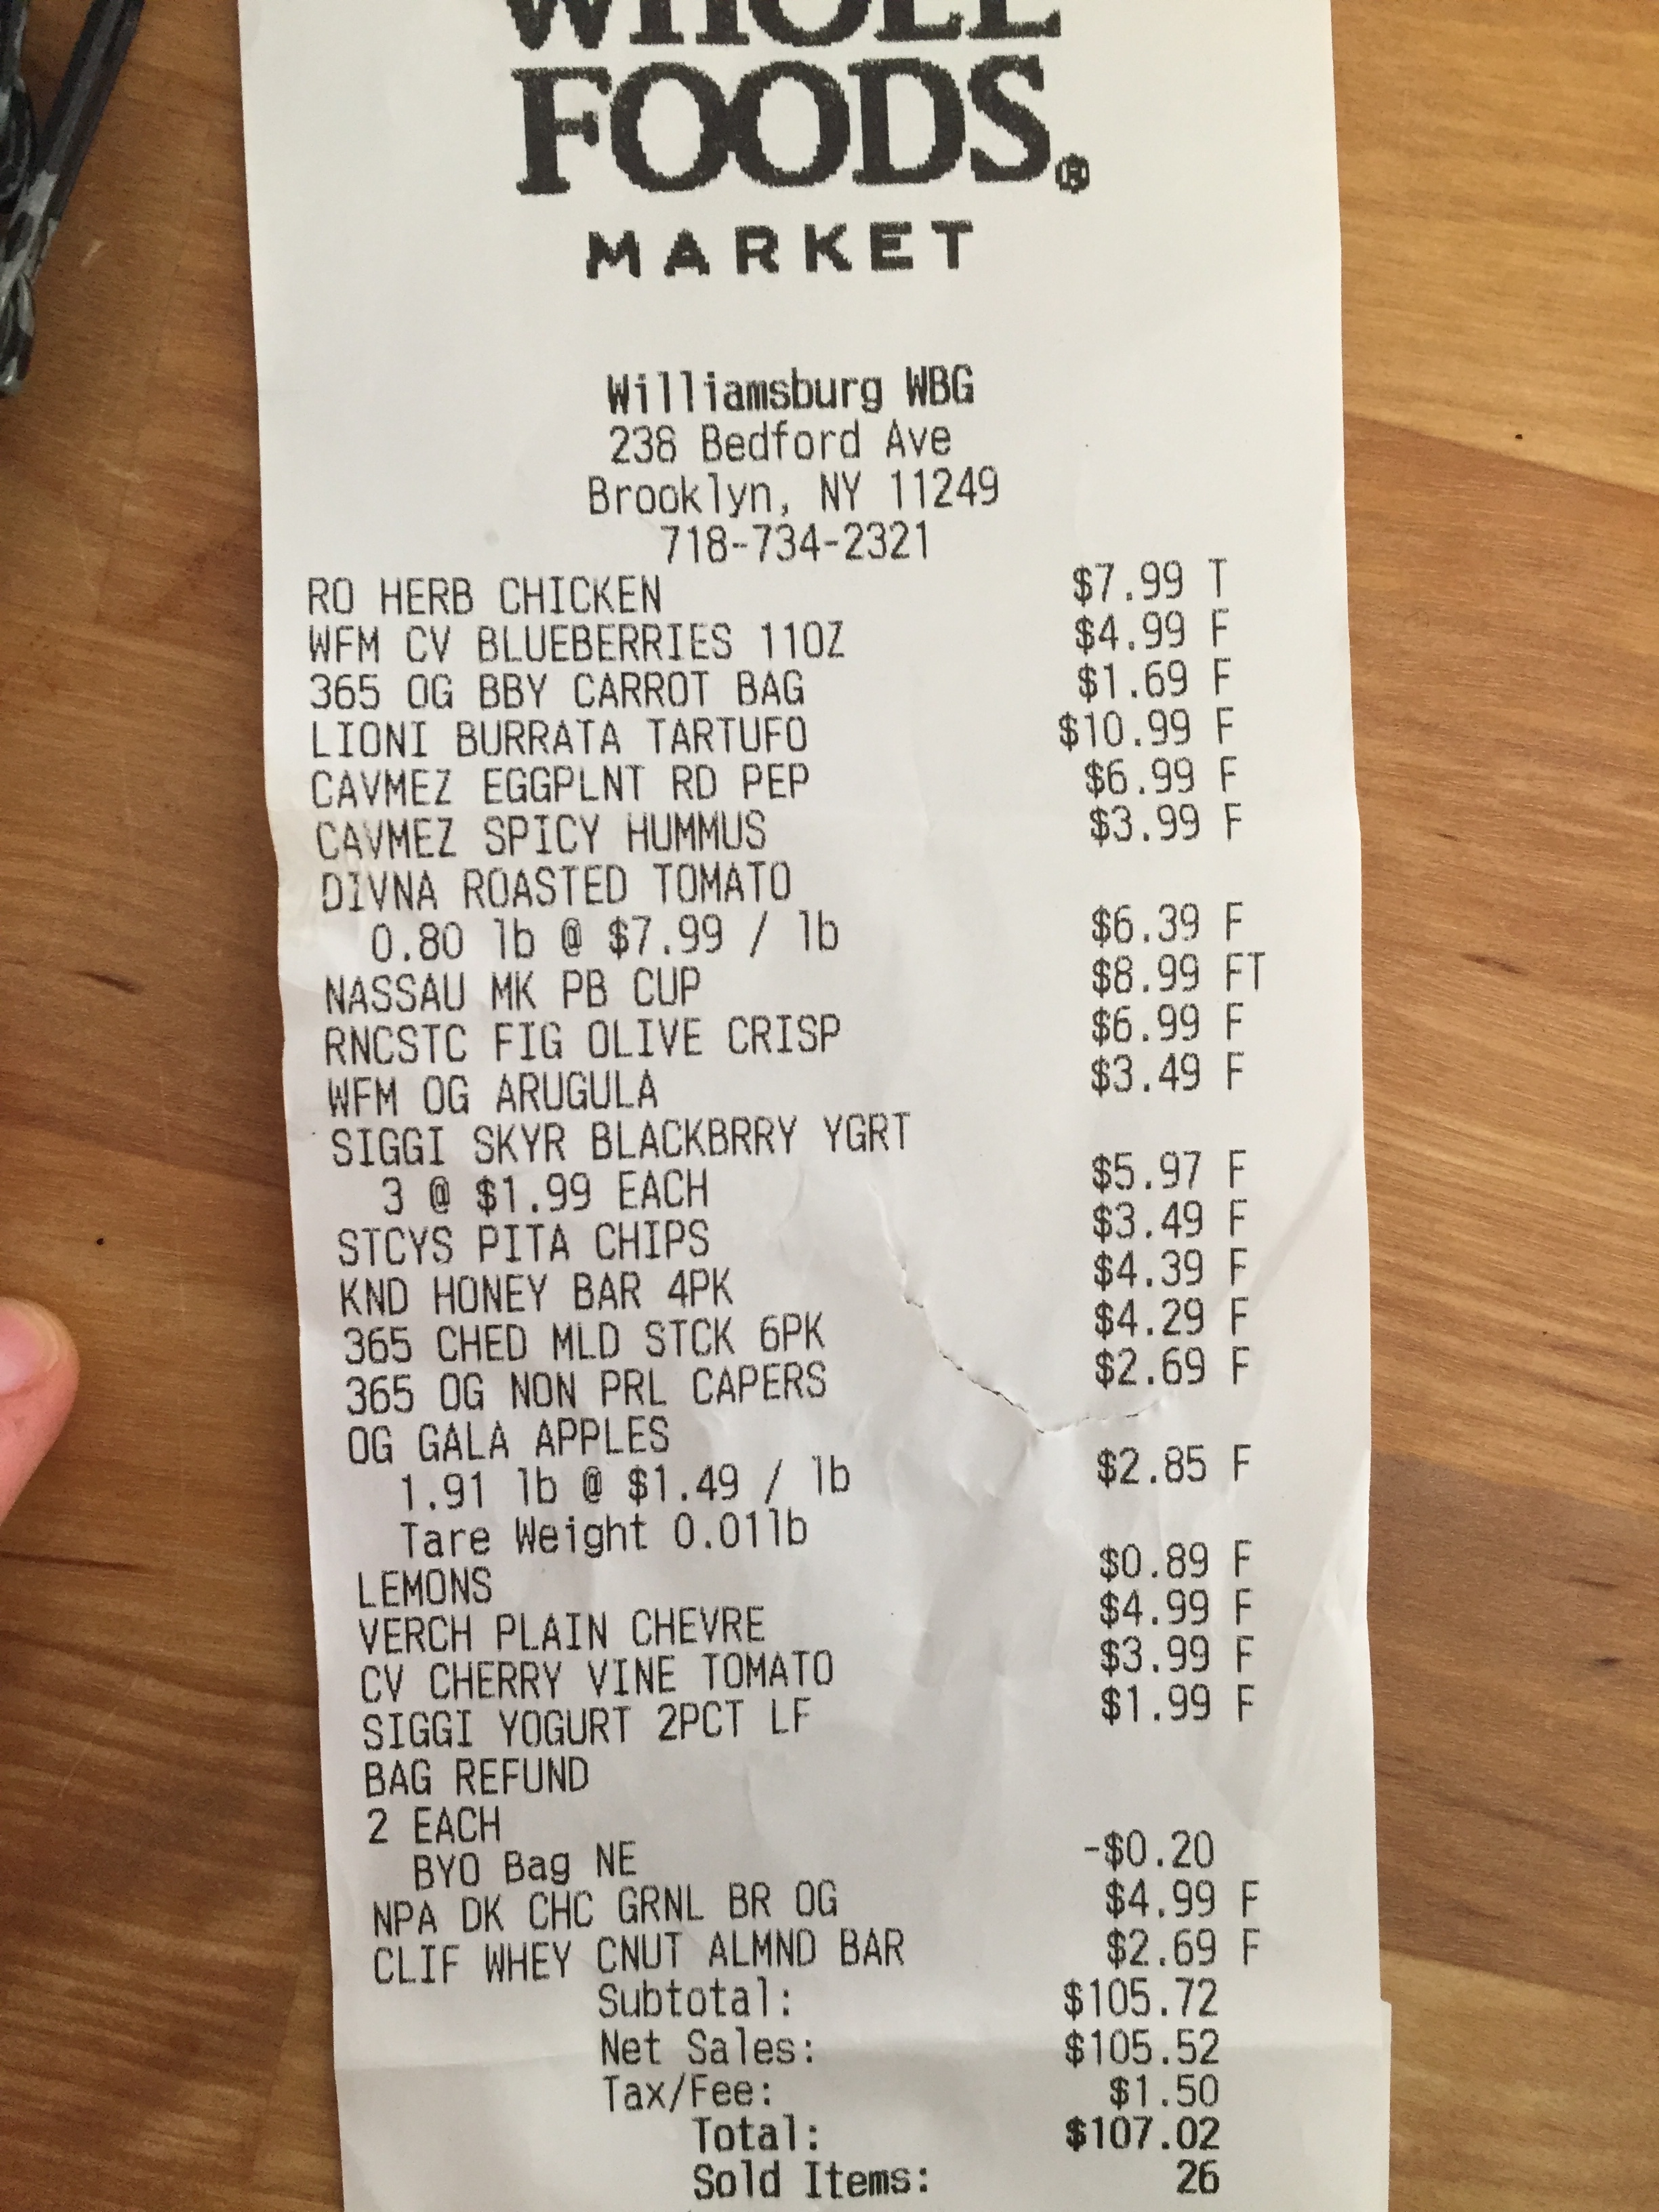 WHOLE
FOODS®
MARKET
Williamsburg WBG
238 Bedford Ave
Brooklyn, NY 11249
718-734-2321
RO HERB CHICKEN $7.99 T
WFM CV BLUEBERRIES 11OZ $4.99 F
365 OG BBY CARROT BAG $1.69 F
LIONI BURRATA TARTUFO $10.99 F
CAVMEZ EGGPLNT RD PEP $6.99 F
CAVMEZ SPICY HUMMUS $3.99 F
DIVNA ROASTED TOMATO
0.80 lb @ $7.99 / lb $6.39 F
NASSAU MK PB CUP $8.99 FT
RNCSTC FIG OLIVE CRISP $6.99 F
WFM OG ARUGULA $3.49 F
SIGGI SKYR BLACKBRRY YGRT
3 @ $1.99 EACH $5.97 F
STCYS PITA CHIPS $3.49 F
KND HONEY BAR 4PK $4.39 F
365 CHED MLD STCK 6PK $4.29 F
365 OG NON PRL CAPERS $2.69 F
OG GALA APPLES
1.91 lb @ $1.49 / lb $2.85 F
Tare Weight 0.01lb
LEMONS $0.89 F
VERCH PLAIN CHEVRE $4.99 F
CV CHERRY VINE TOMATO $3.99 F
SIGGI YOGURT 2PCT LF $1.99 F
BAG REFUND
2 EACH
BYO Bag NE -$0.20
NPA DK CHC GRNL BR OG $4.99 F
CLIF WHEY CNUT ALMND BAR $2.69 F
Subtotal: $105.72
Net Sales: $105.52
Tax/Fee: $1.50
Total: $107.02
Sold Items: 26